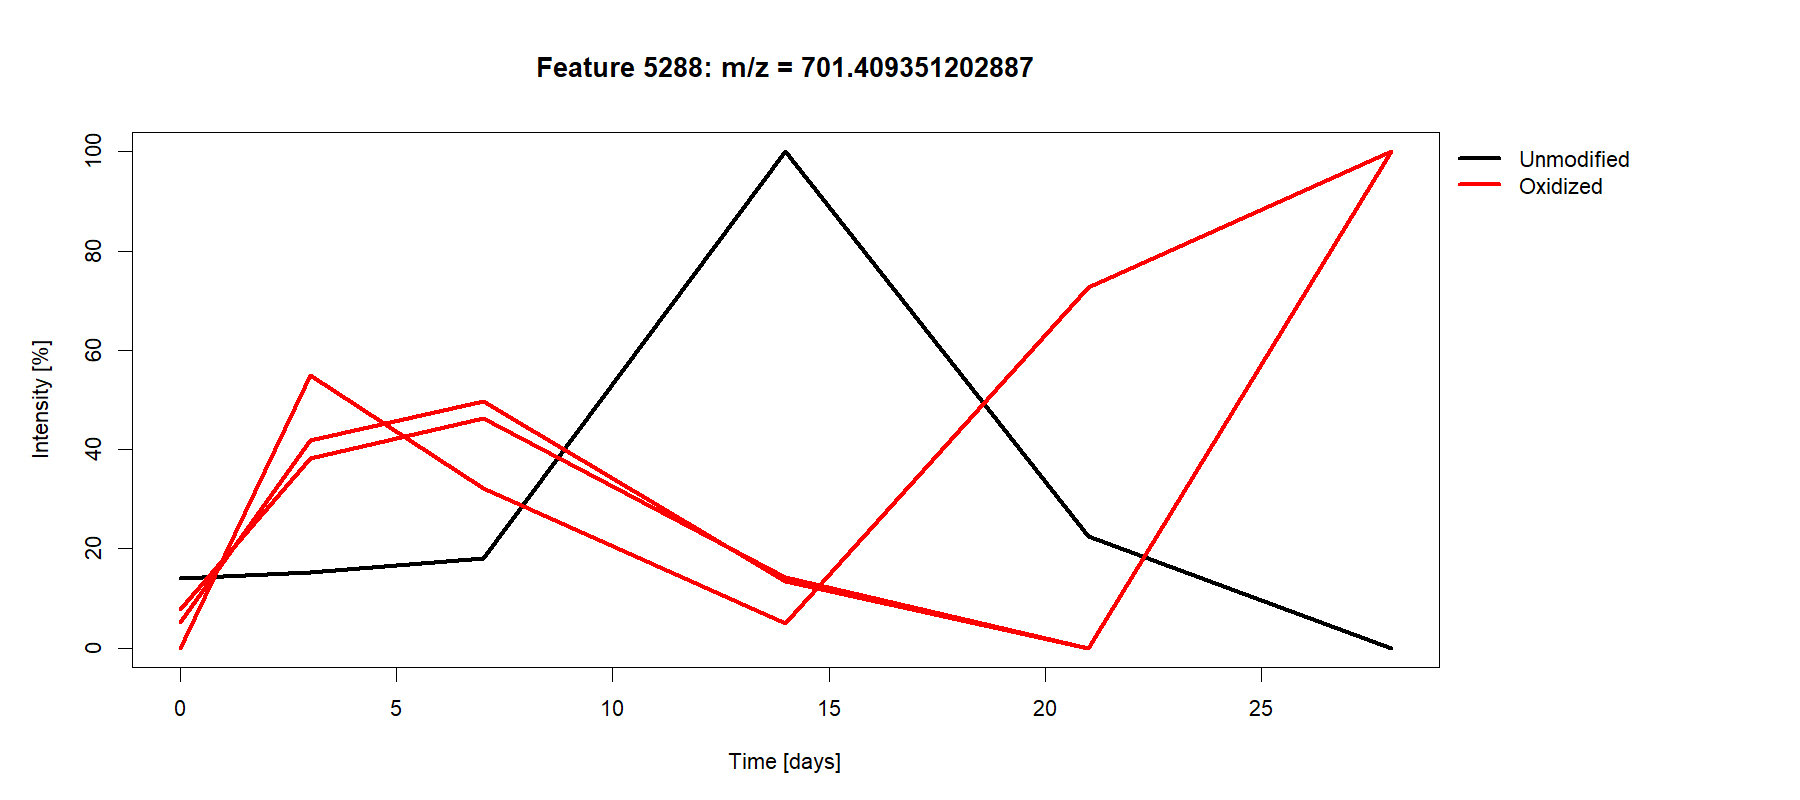 Feature 5288: m/z = 701.409351202887
Unmodified
Oxidized
Intensity [%]
100
80
60
40
20
0
0 5 10 15 20 25
Time [days]